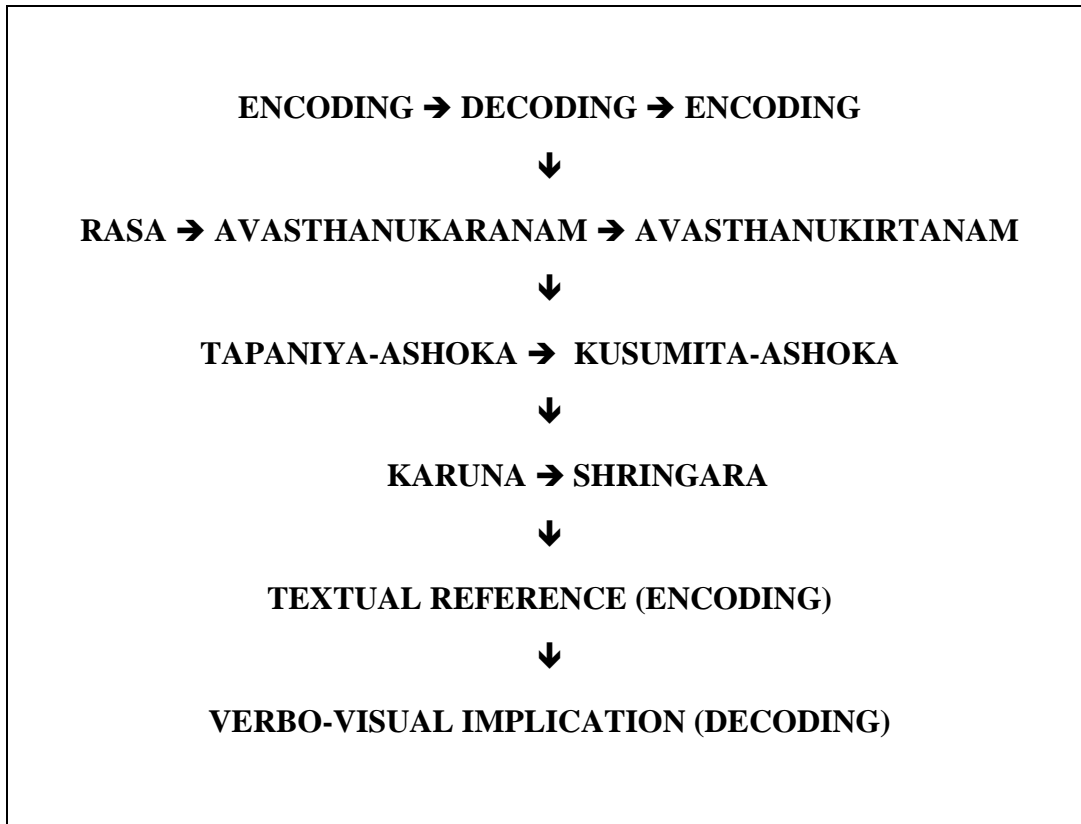 ENCODING ➔ DECODING ➔ ENCODING
🡻
RASA ➔ AVASTHANUKARANAM ➔ AVASTHANUKIRTANAM
🡻
TAPANIYA-ASHOKA ➔ KUSUMITA-ASHOKA
🡻
KARUNA ➔ SHRINGARA
🡻
TEXTUAL REFERENCE (ENCODING)
🡻
VERBO-VISUAL IMPLICATION (DECODING)